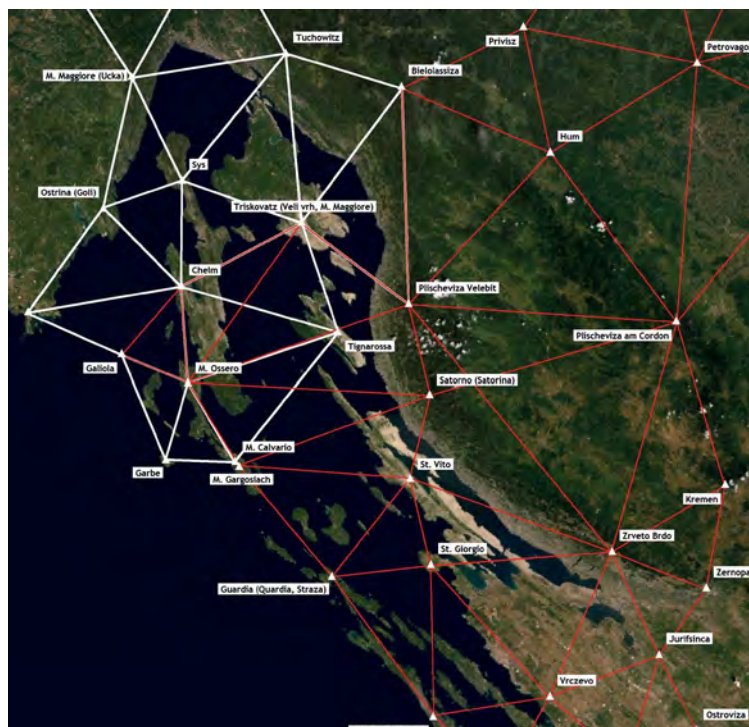 Tuchowitz
Privisz
Petrovago
M. Maggiore (Ucka)
Bielolassiza
Hum
Sys
Ostrina (Goli)
Triskovatz (Veli vrh, M. Maggiore)
Chelm
Plischeviza Velebit
Plischeviza am Cordon
Tignarossa
Galiola
M. Ossero
Satorno (Satorina)
M. Calvario
Garbe
M. Gargosiach
St. Vito
Kremen
Zrveto Brdo
St. Giorgio
Guardia (Quardia, Straza)
Zernopa
Jurifsinca
Vrczevo
Ostroviza